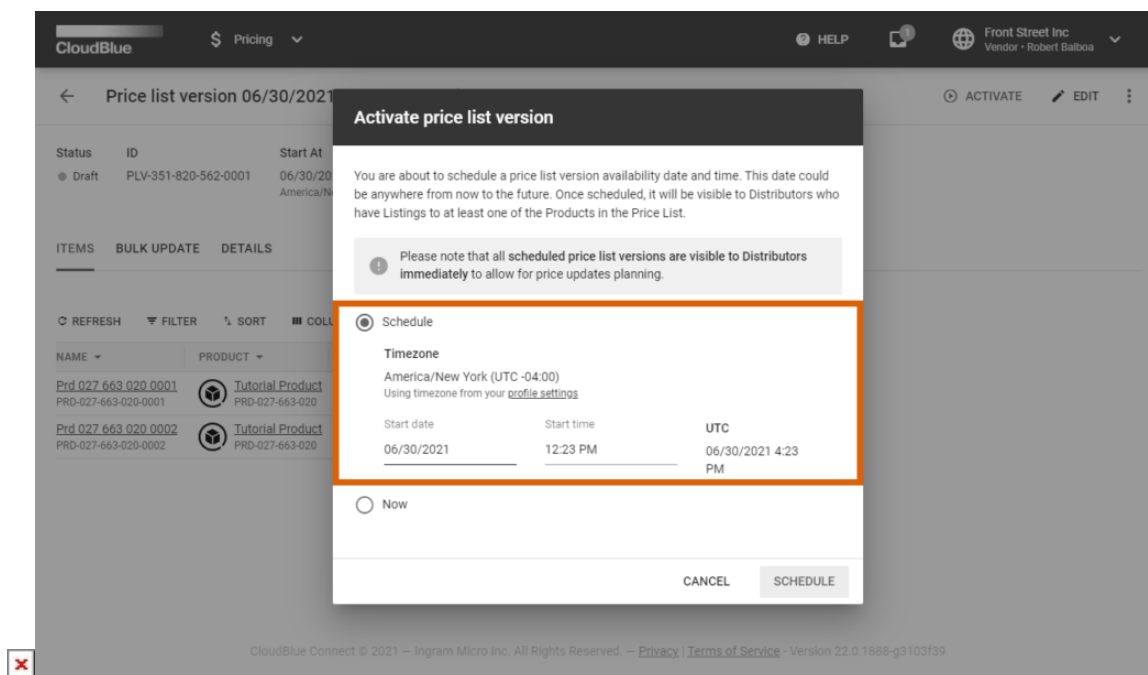 CloudBlue.
$ Pricing
HELP
1
Front Street Inc
Vendor • Robert Balboa
Price list version 06/30/2021
ACTIVATE
EDIT
Status ID Start At
Draft PLV-351-820-562-0001 06/30/20
America/N
ITEMS BULK UPDATE DETAILS
REFRESH FILTER SORT COLU
NAME PRODUCT
Prd 027 663 020 0001 Tutorial Product
PRD-027-663-020-0001 PRD-027-663-020
Prd 027 663 020 0002 Tutorial Product
PRD-027-663-020-0002 PRD-027-663-020
Activate price list version
You are about to schedule a price list version availability date and time. This date could
be anywhere from now to the future. Once scheduled, it will be visible to Distributors who
have Listings to at least one of the Products in the Price List.
Please note that all scheduled price list versions are visible to Distributors
immediately to allow for price updates planning.
Schedule
Timezone
America/New York (UTC -04:00)
Using timezone from your profile settings
Start date Start time UTC
06/30/2021 12:23 PM 06/30/2021 4:23
PM
Now
CANCEL SCHEDULE
CloudBlue Connect © 2021 — Ingram Micro Inc. All Rights Reserved. — Privacy | Terms of Service - Version 22.0.1888-g3103f39